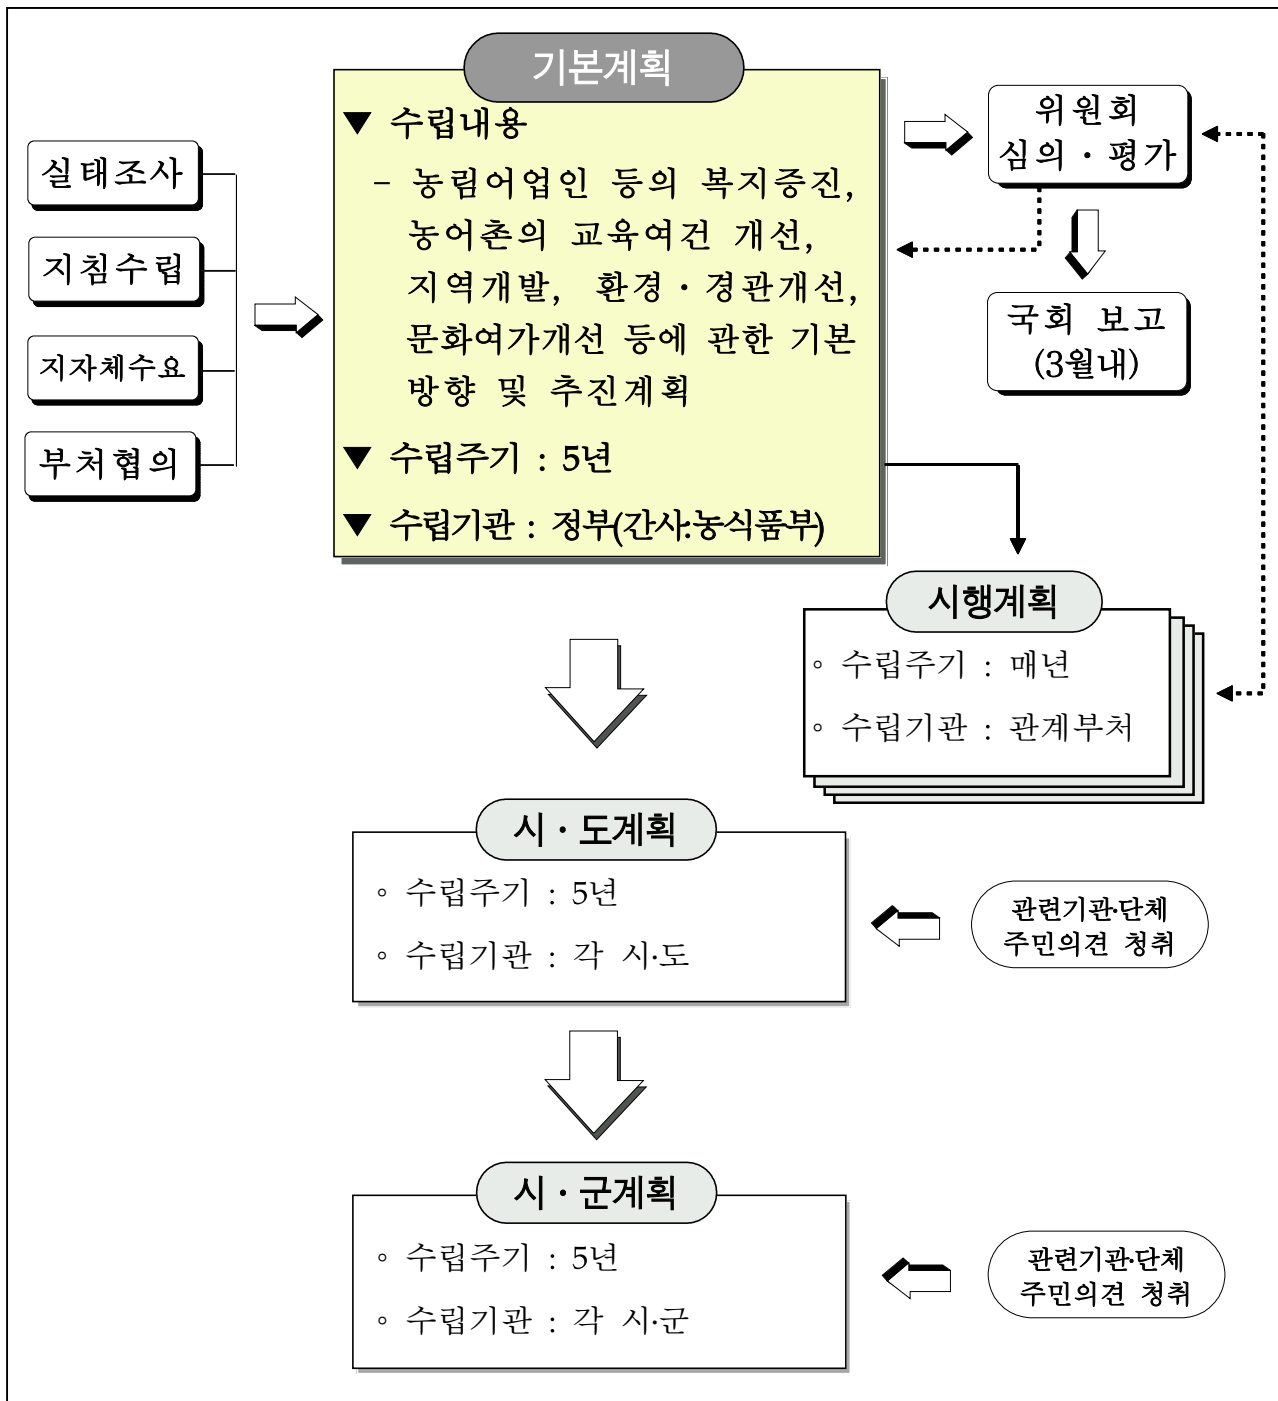 기본계획
▼ 수립내용
- 농림어업인 등의 복지증진,
농어촌의 교육여건 개선,
지역개발, 환경・경관개선,
문화여가개선 등에 관한 기본
방향 및 추진계획
▼ 수립주기 : 5년
▼ 수립기관 : 정부(간사:농식품부)
실태조사
지침수립
지자체수요
부처협의
위원회
심의・평가
국회 보고
(3월내)
시행계획
◦ 수립주기 : 매년
◦ 수립기관 : 관계부처
시・도계획
◦ 수립주기 : 5년
◦ 수립기관 : 각 시·도
관련기관·단체
주민의견 청취
시・군계획
◦ 수립주기 : 5년
◦ 수립기관 : 각 시·군
관련기관·단체
주민의견 청취